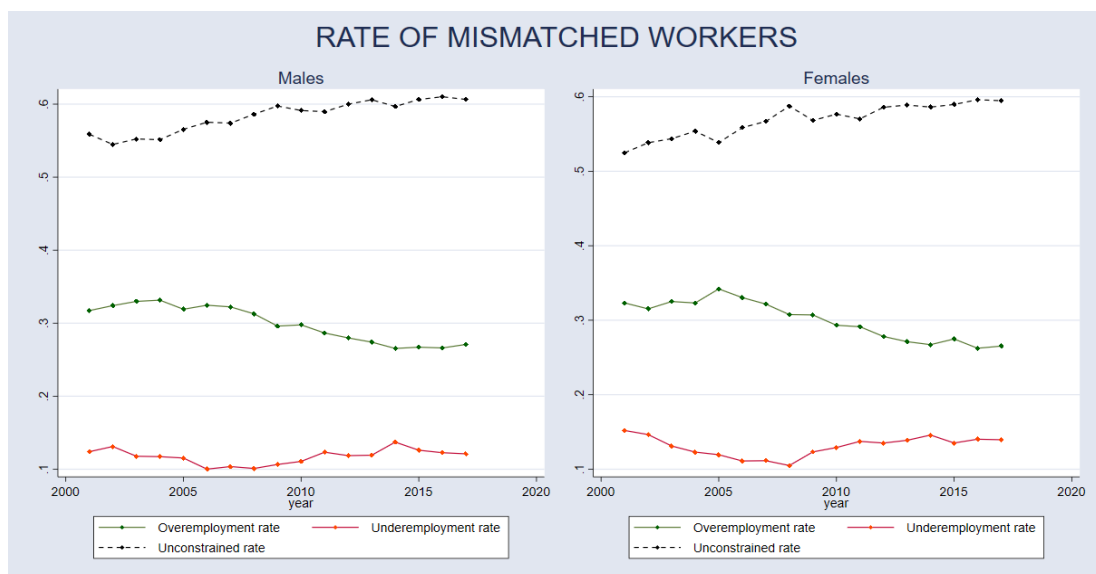 RATE OF MISMATCHED WORKERS
Males
.6
.5
.4
.3
.2
.1
2000 2005 2010 2015 2020
year
Overemployment rate Underemployment rate
Unconstrained rate
Females
.6
.5
.4
.3
.2
.1
2000 2005 2010 2015 2020
year
Overemployment rate Underemployment rate
Unconstrained rate